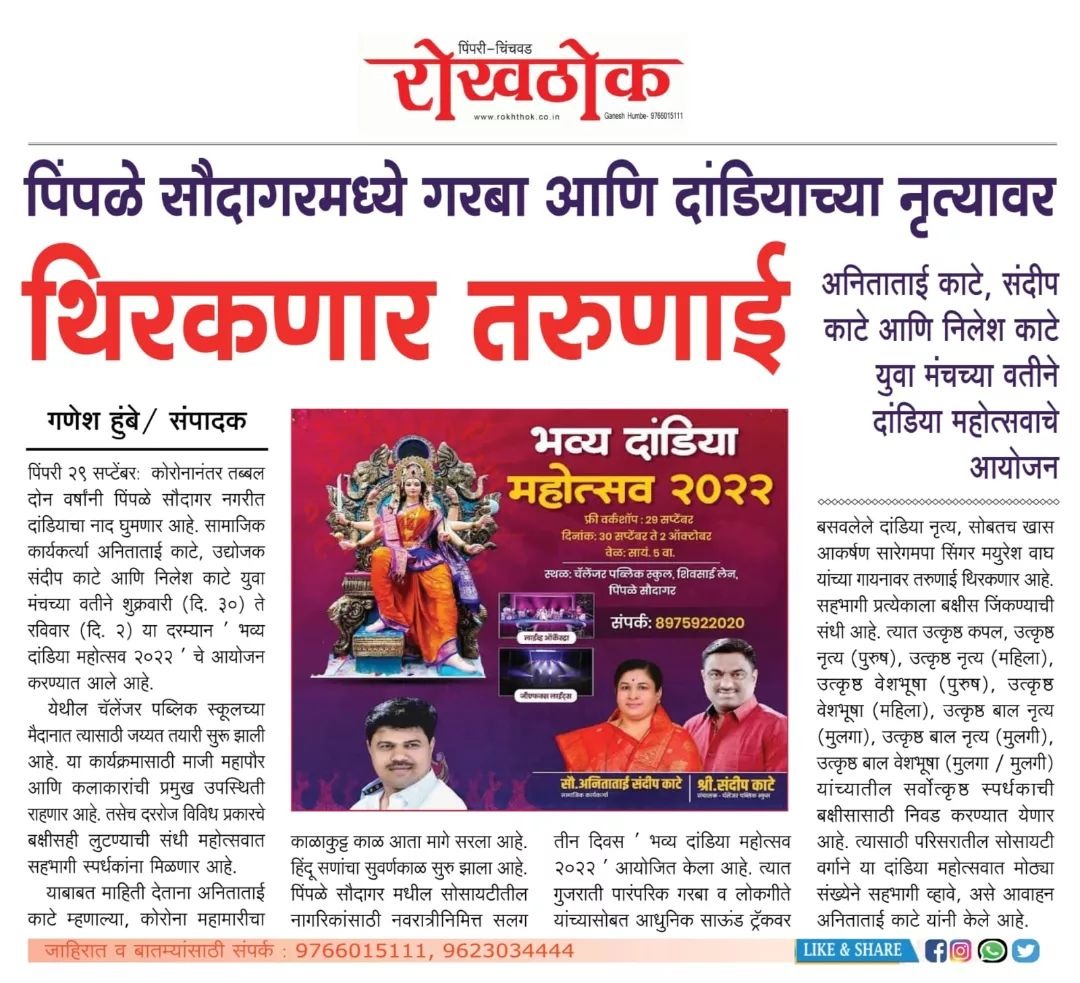 पिंपरी-चिंचवड
रोखठोक
www.rokhthok.co.in
Ganesh Humbe- 9766015111
पिंपळे सौदागरमध्ये गरबा आणि दांडियाच्या नृत्यावर
थिरकणार तरुणाई
अनिताताई काटे, संदीप
काटे आणि निलेश काटे
युवा मंचच्या वतीने
दांडिया महोत्सवाचे
आयोजन
गणेश हुंबे/ संपादक
पिंपरी २९ सप्टेंबर: कोरोनानंतर तब्बल
दोन वर्षांनी पिंपळे सौदागर नगरीत
दांडियाचा नाद घुमणार आहे. सामाजिक
कार्यकर्त्या अनिताताई काटे, उद्योजक
संदीप काटे आणि निलेश काटे युवा
मंचच्या वतीने शुक्रवारी (दि. ३०) ते
रविवार (दि. २) या दरम्यान ’ भव्य
दांडिया महोत्सव २०२२ ’ चे आयोजन
करण्यात आले आहे.
येथील चॅलेंजर पब्लिक स्कूलच्या
मैदानात त्यासाठी जय्यत तयारी सुरू झाली
आहे. या कार्यक्रमासाठी माजी महापौर
आणि कलाकारांची प्रमुख उपस्थिती
राहणार आहे. तसेच दररोज विविध प्रकारचे
बक्षीसही लुटण्याची संधी महोत्सवात
सहभागी स्पर्धकांना मिळणार आहे.
याबाबत माहिती देताना अनिताताई
काटे म्हणाल्या, कोरोना महामारीचा
भव्य दांडिया
महोत्सव २०२२
फ्री वर्कशॉप : 29 सप्टेंबर
दिनांक: 30 सप्टेंबर ते 2 ऑक्टोबर
वेळ: सायं. 5 वा.
स्थळ: चॅलेंजर पब्लिक स्कुल, शिवसाई लेन,
पिंपळे सौदागर
संपर्क: 8975922020
लाईव्ह ऑर्केस्ट्रा
जीएफक्स लाईट्स
सौ.अनिताताई संदीप काटे
सामाजिक कार्यकर्त्या
श्री.संदीप काटे
संचालक - चॅलेंजर पब्लिक स्कुल
काळाकुट्ट काळ आता मागे सरला आहे.
हिंदू सणांचा सुवर्णकाळ सुरु झाला आहे.
पिंपळे सौदागर मधील सोसायटीतील
नागरिकांसाठी नवरात्रीनिमित्त सलग
तीन दिवस ’ भव्य दांडिया महोत्सव
२०२२ ’ आयोजित केला आहे. त्यात
गुजराती पारंपरिक गरबा व लोकगीते
यांच्यासोबत आधुनिक साऊंड ट्रॅकवर
बसवलेले दांडिया नृत्य, सोबतच खास
आकर्षण सारेगमपा सिंगर मयुरेश वाघ
यांच्या गायनावर तरुणाई थिरकणार आहे.
सहभागी प्रत्येकाला बक्षीस जिंकण्याची
संधी आहे. त्यात उत्कृष्ठ कपल, उत्कृष्ठ
नृत्य (पुरुष), उत्कृष्ठ नृत्य (महिला),
उत्कृष्ठ वेशभूषा (पुरुष), उत्कृष्ठ
वेशभूषा (महिला), उत्कृष्ठ बाल नृत्य
(मुलगा), उत्कृष्ठ बाल नृत्य (मुलगी),
उत्कृष्ठ बाल वेशभूषा (मुलगा / मुलगी)
यांच्यातील सर्वोत्कृष्ठ स्पर्धकाची
बक्षीसासाठी निवड करण्यात येणार
आहे. त्यासाठी परिसरातील सोसायटी
वर्गाने या दांडिया महोत्सवात मोठ्या
संख्येने सहभागी व्हावे, असे आवाहन
अनिताताई काटे यांनी केले आहे.
जाहिरात व बातम्यांसाठी संपर्क : 9766015111, 9623034444
LIKE & SHARE